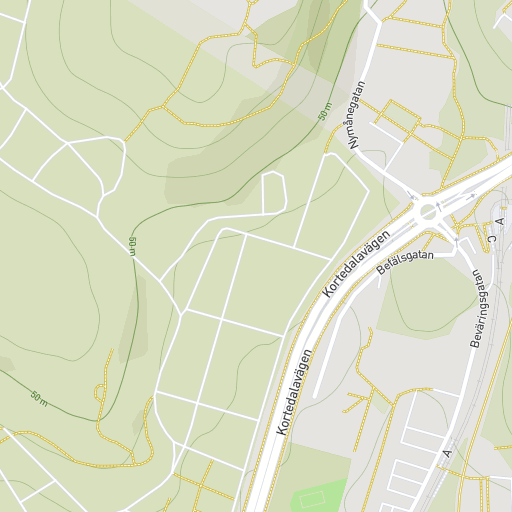 50 m
Nymånegatan
A
C
50 m
Kortedalavägen
Befälsgatan
Beväringsgatan
Kortedalavägen
50 m
A